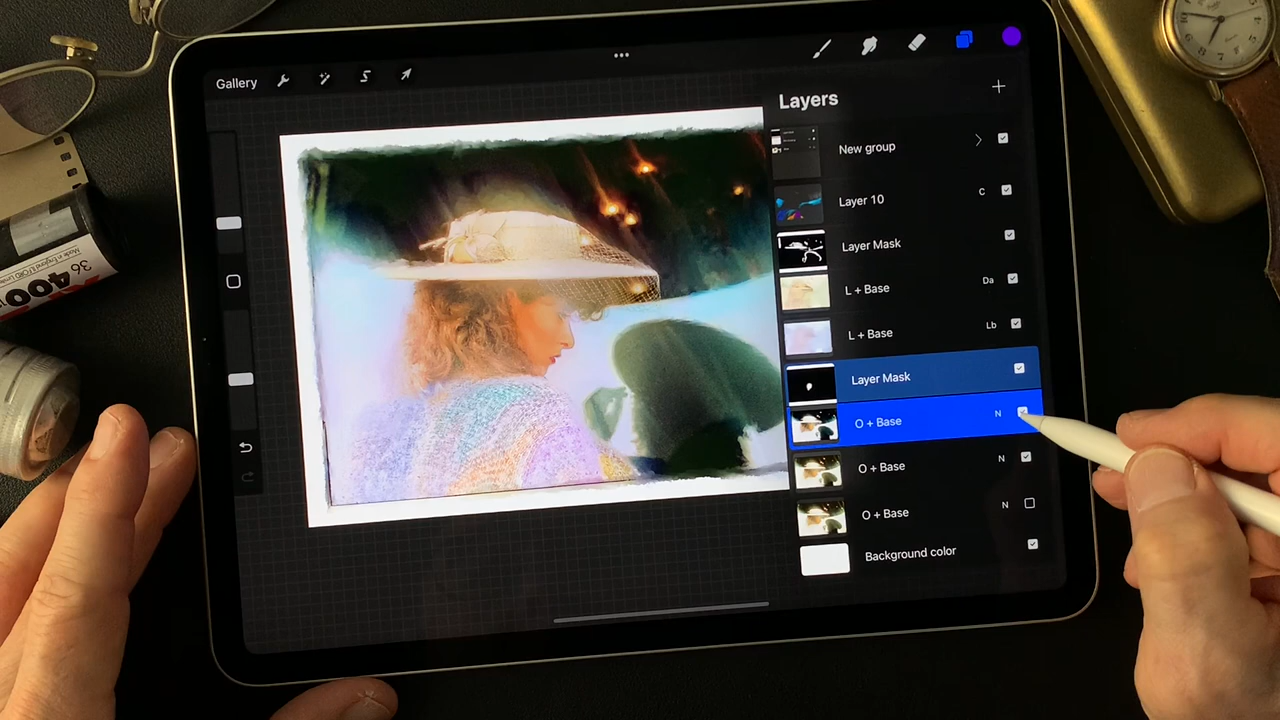 Gallery
Layers
New group
Layer 10 C
Layer Mask
L + Base Da
L + Base Lb
Layer Mask
O + Base N
O + Base N
O + Base N
Background color
36
400